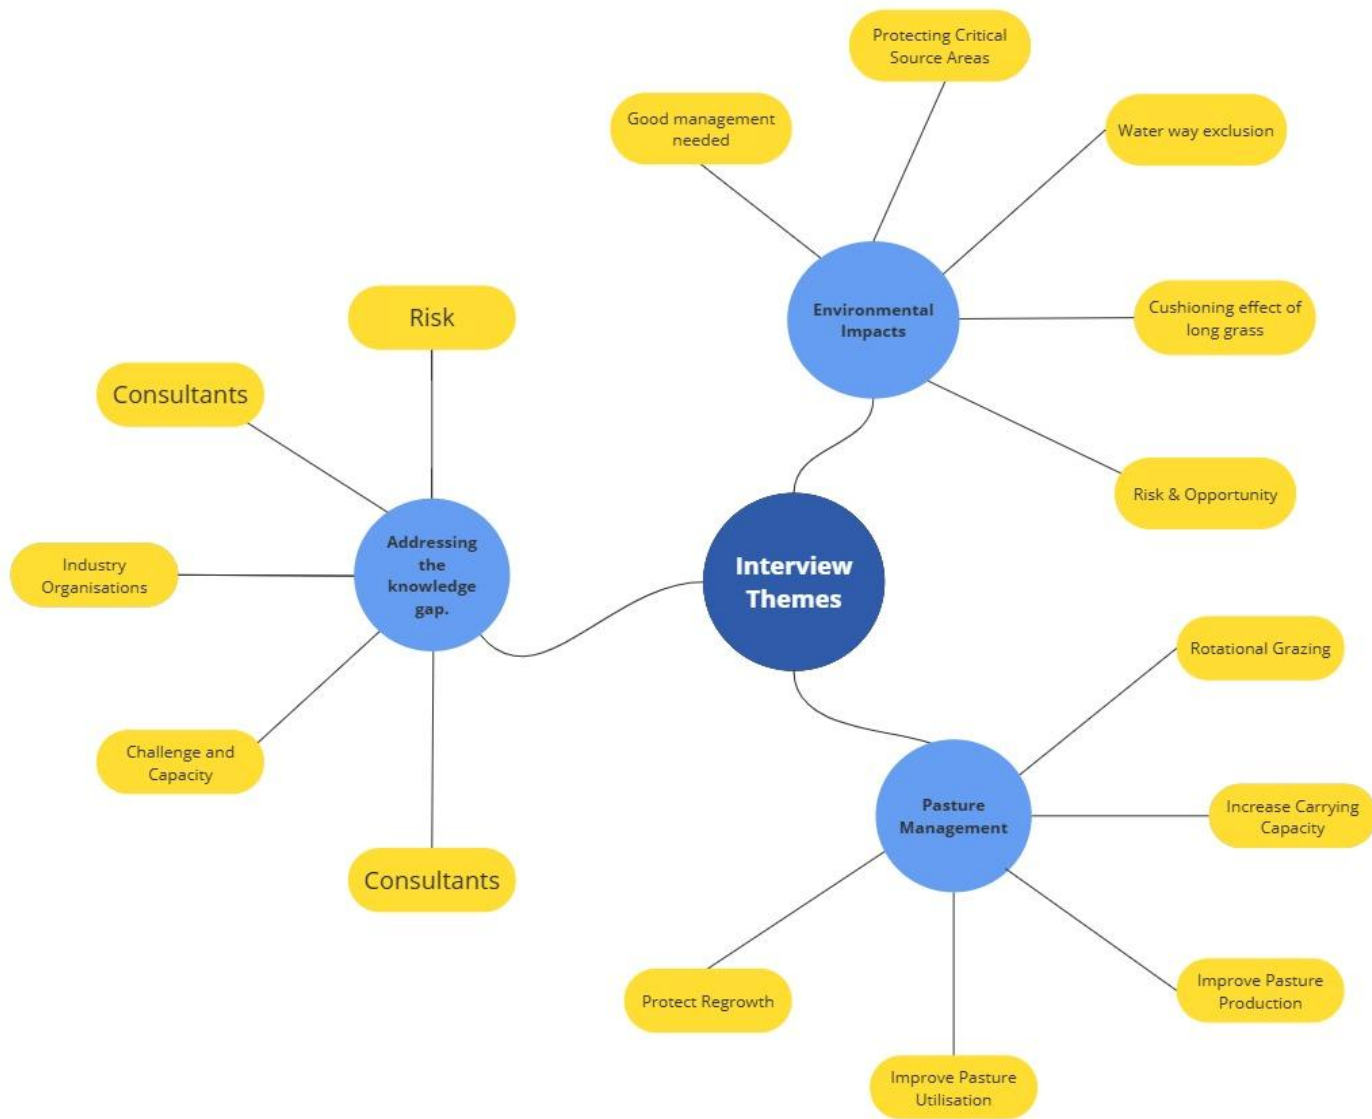 Protecting Critical
Source Areas
Good management
needed
Water way exclusion
Environmental
Impacts
Cushioning effect of
long grass
Risk & Opportunity
Risk
Consultants
Addressing
the
knowledge
gap.
Industry
Organisations
Challenge and
Capacity
Consultants
Interview
Themes
Rotational Grazing
Pasture
Management
Increase Carrying
Capacity
Improve Pasture
Production
Protect Regrowth
Improve Pasture
Utilisation